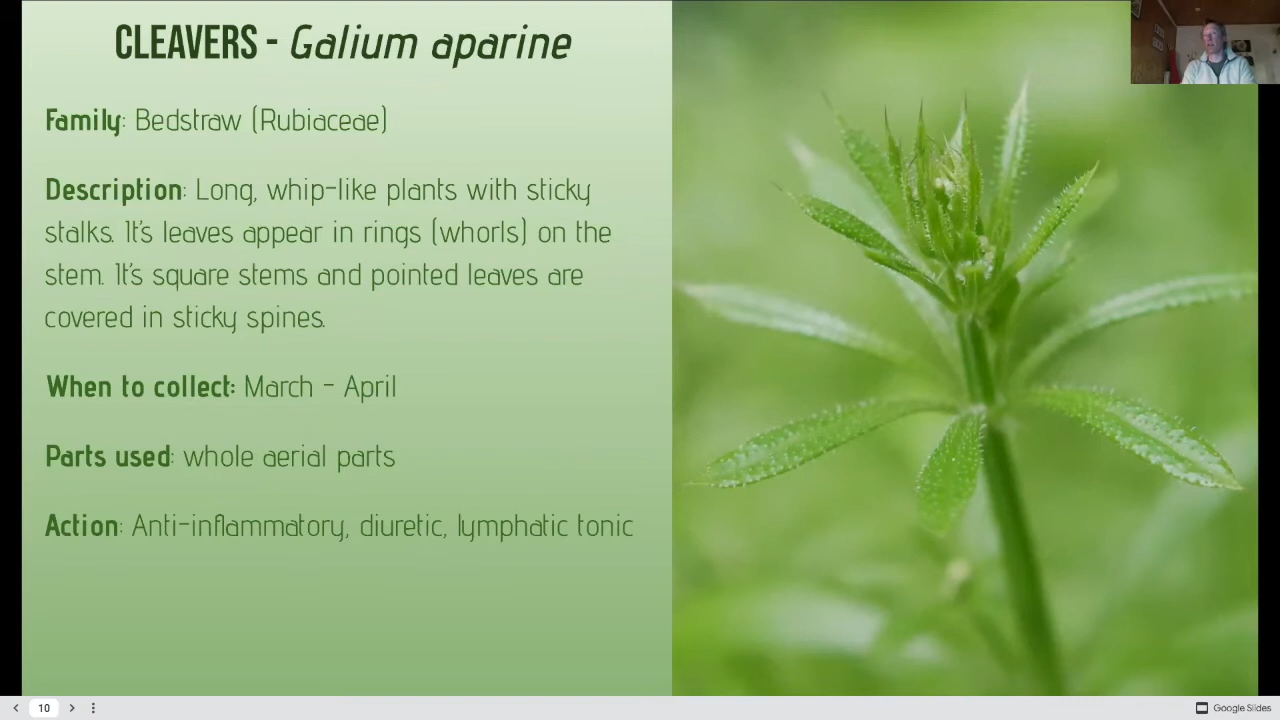 CLEAVERS - Galium aparine
Family: Bedstraw (Rubiaceae)
Description: Long, whip-like plants with sticky
stalks. It's leaves appear in rings (whorls) on the
stem. It's square stems and pointed leaves are
covered in sticky spines.
When to collect: March - April
Parts used: whole aerial parts
Action: Anti-inflammatory, diuretic, lymphatic tonic
10
Google Slides